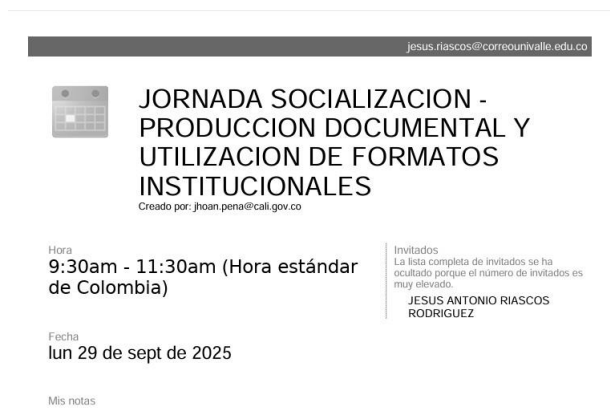 jesus.riascos@correounivalle.edu.co
JORNADA SOCIALIZACION -
PRODUCCION DOCUMENTAL Y
UTILIZACION DE FORMATOS
INSTITUCIONALES
Creado por: jhoan.pena@cali.gov.co
Hora
9:30am - 11:30am (Hora estándar
de Colombia)
Fecha
lun 29 de sept de 2025
Mis notas
Invitados
La lista completa de invitados se ha
ocultado porque el número de invitados es
muy elevado.
JESUS ANTONIO RIASCOS
RODRIGUEZ